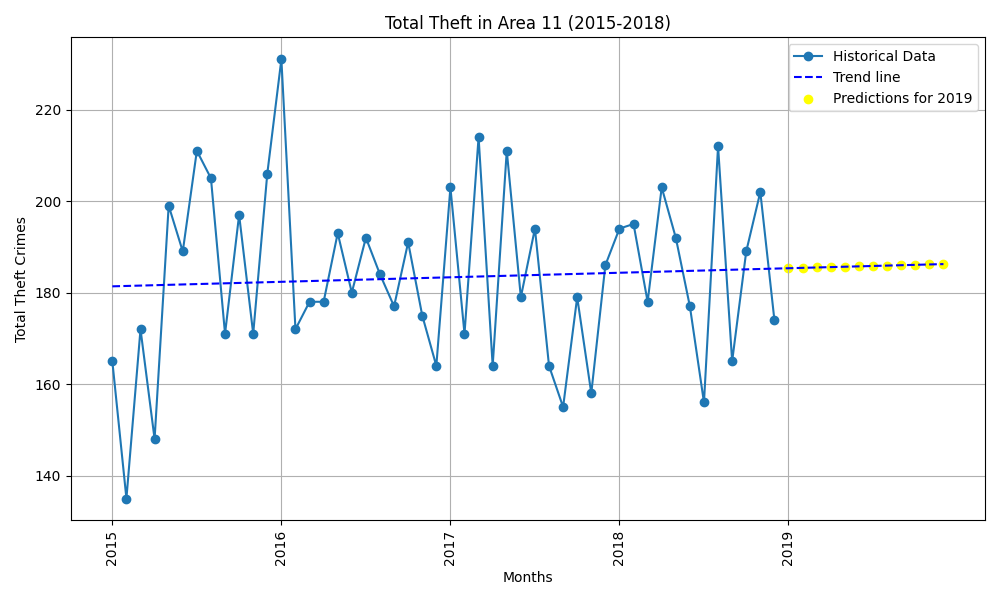 Total Theft in Area 11 (2015-2018)
Historical Data
Trend line
Predictions for 2019
Total Theft Crimes
220
200
180
160
140
2015
2016
2017
2018
2019
Months